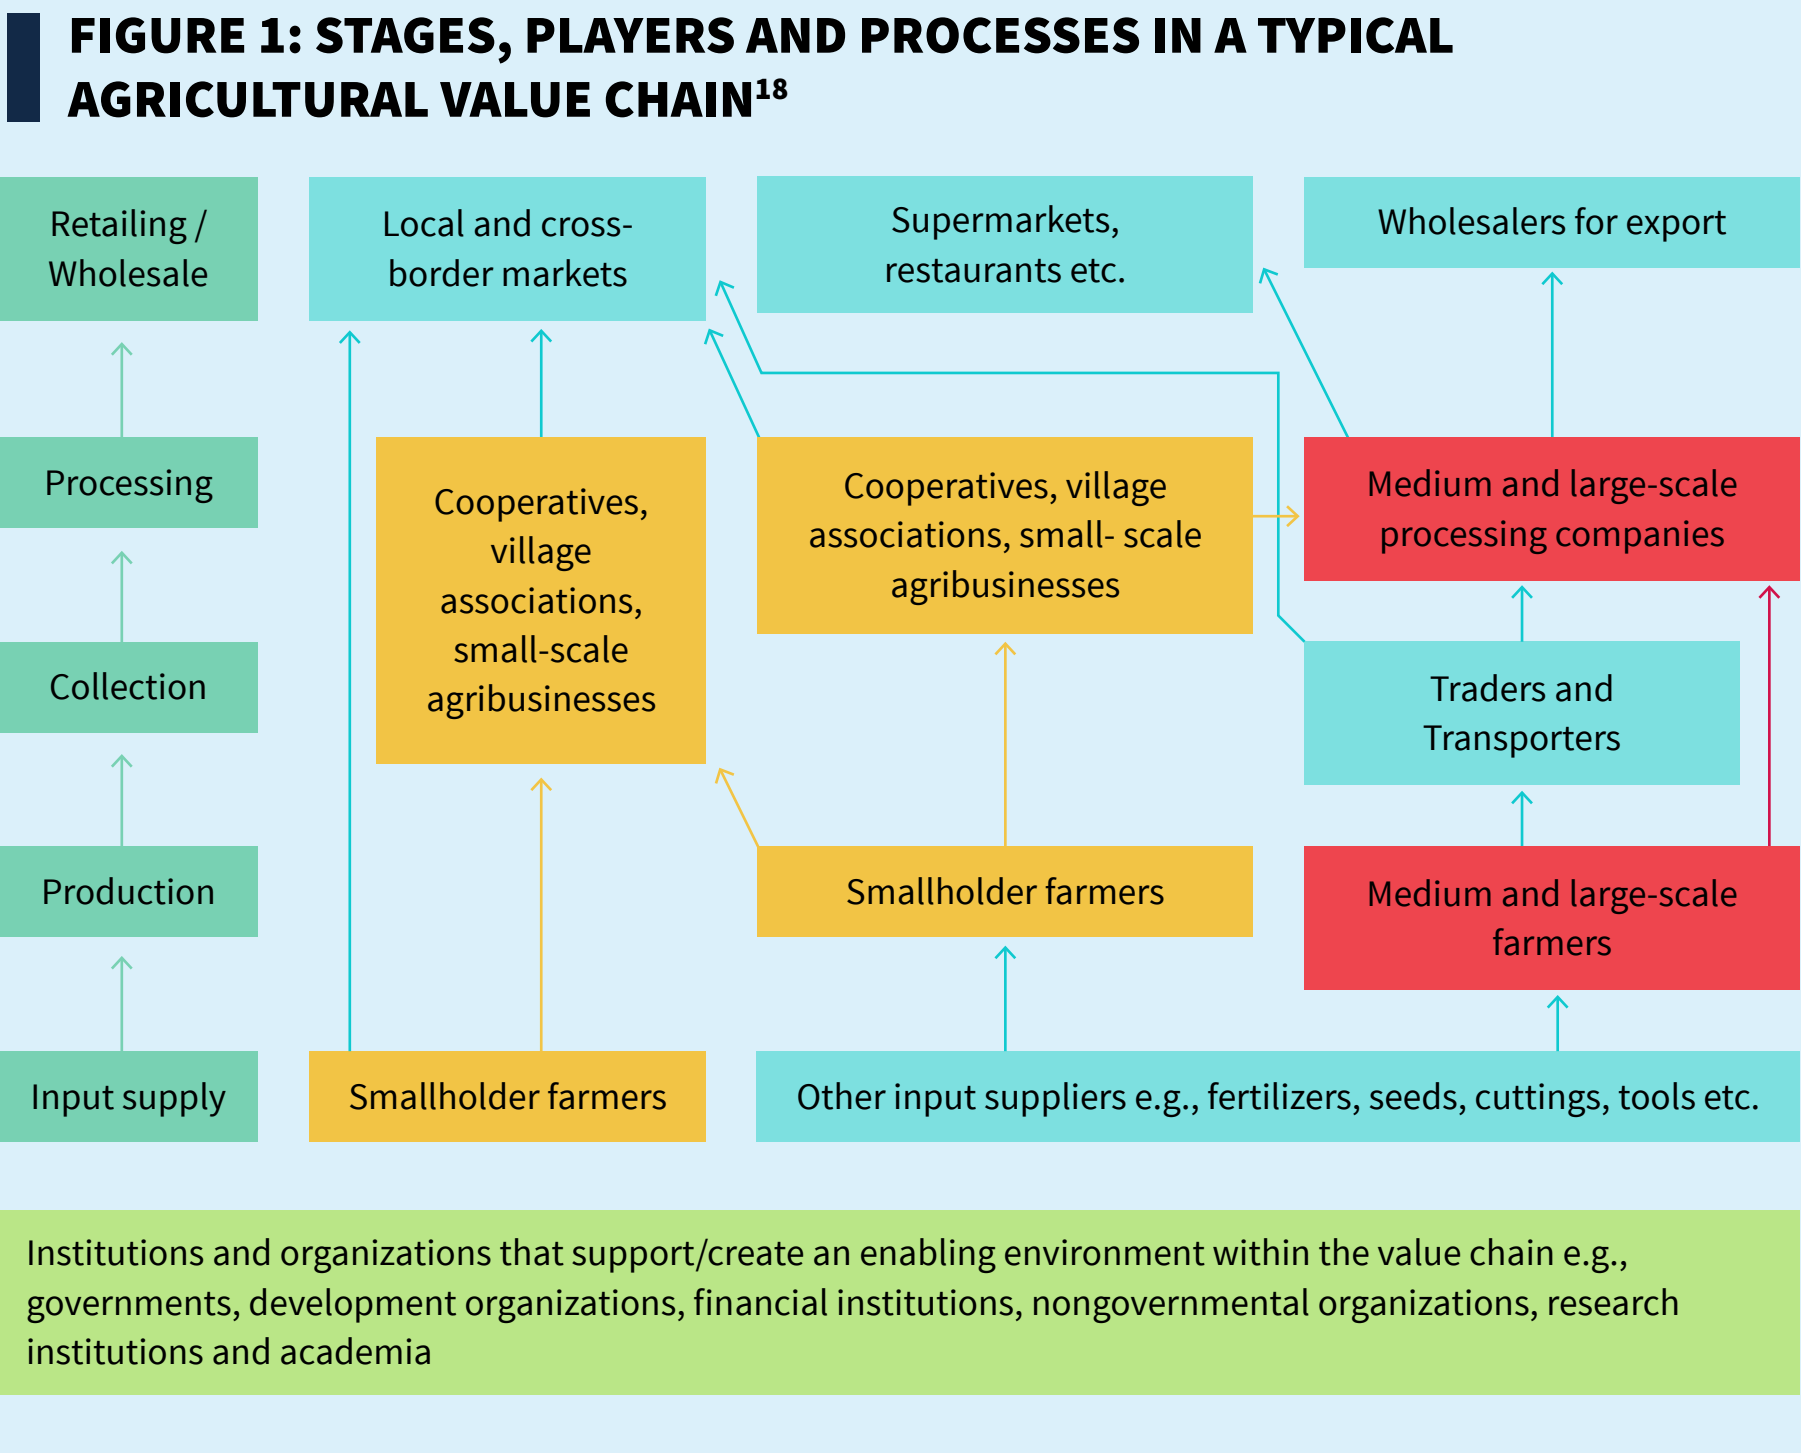 FIGURE 1: STAGES, PLAYERS AND PROCESSES IN A TYPICAL
AGRICULTURAL VALUE CHAIN¹⁸
Retailing /
Wholesale
Local and cross-
border markets
Supermarkets,
restaurants etc.
Wholesalers for export
Processing
Cooperatives,
village
associations,
small-scale
agribusinesses
Cooperatives, village
associations, small- scale
agribusinesses
Medium and large-scale
processing companies
Collection
Traders and
Transporters
Production
Smallholder farmers
Medium and large-scale
farmers
Input supply
Smallholder farmers
Other input suppliers e.g., fertilizers, seeds, cuttings, tools etc.
Institutions and organizations that support/create an enabling environment within the value chain e.g.,
governments, development organizations, financial institutions, nongovernmental organizations, research
institutions and academia